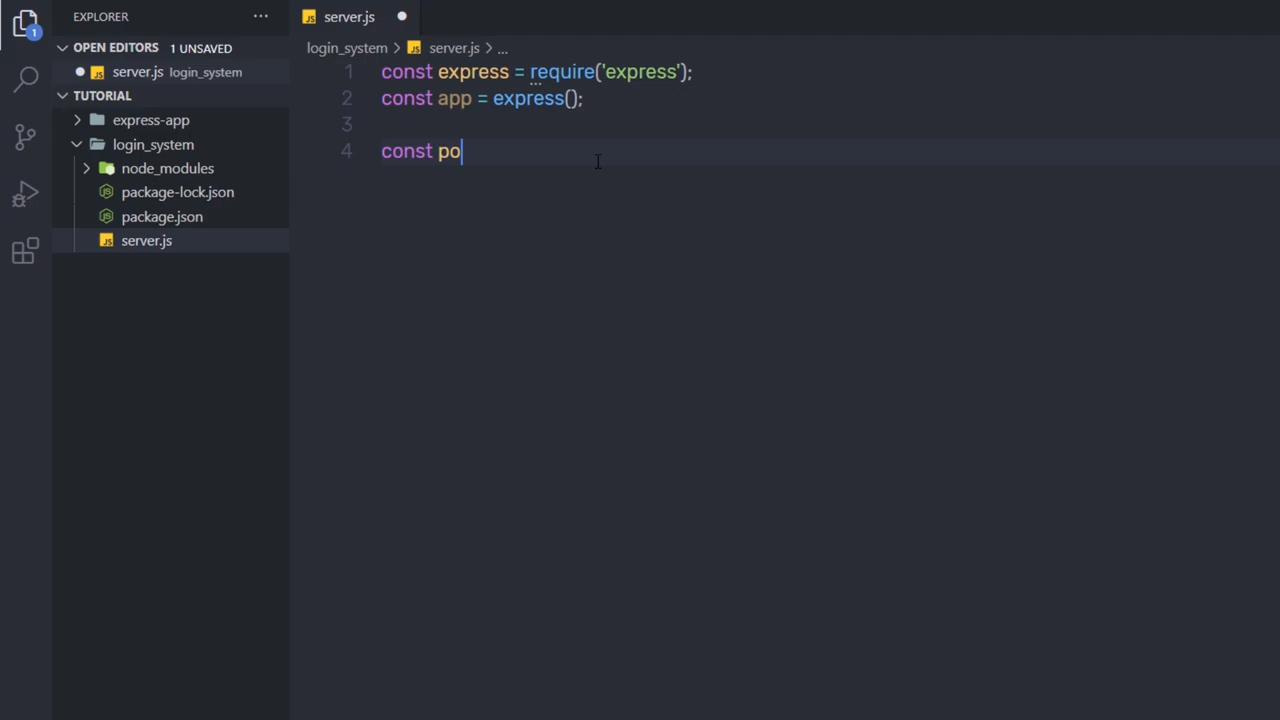 EXPLORER ...
OPEN EDITORS 1 UNSAVED
server.js login_system
TUTORIAL
express-app
login_system
node_modules
package-lock.json
package.json
server.js
1
server.js
login_system > server.js > ...
1 const express = require('express');
2 const app = express();
3
4 const po